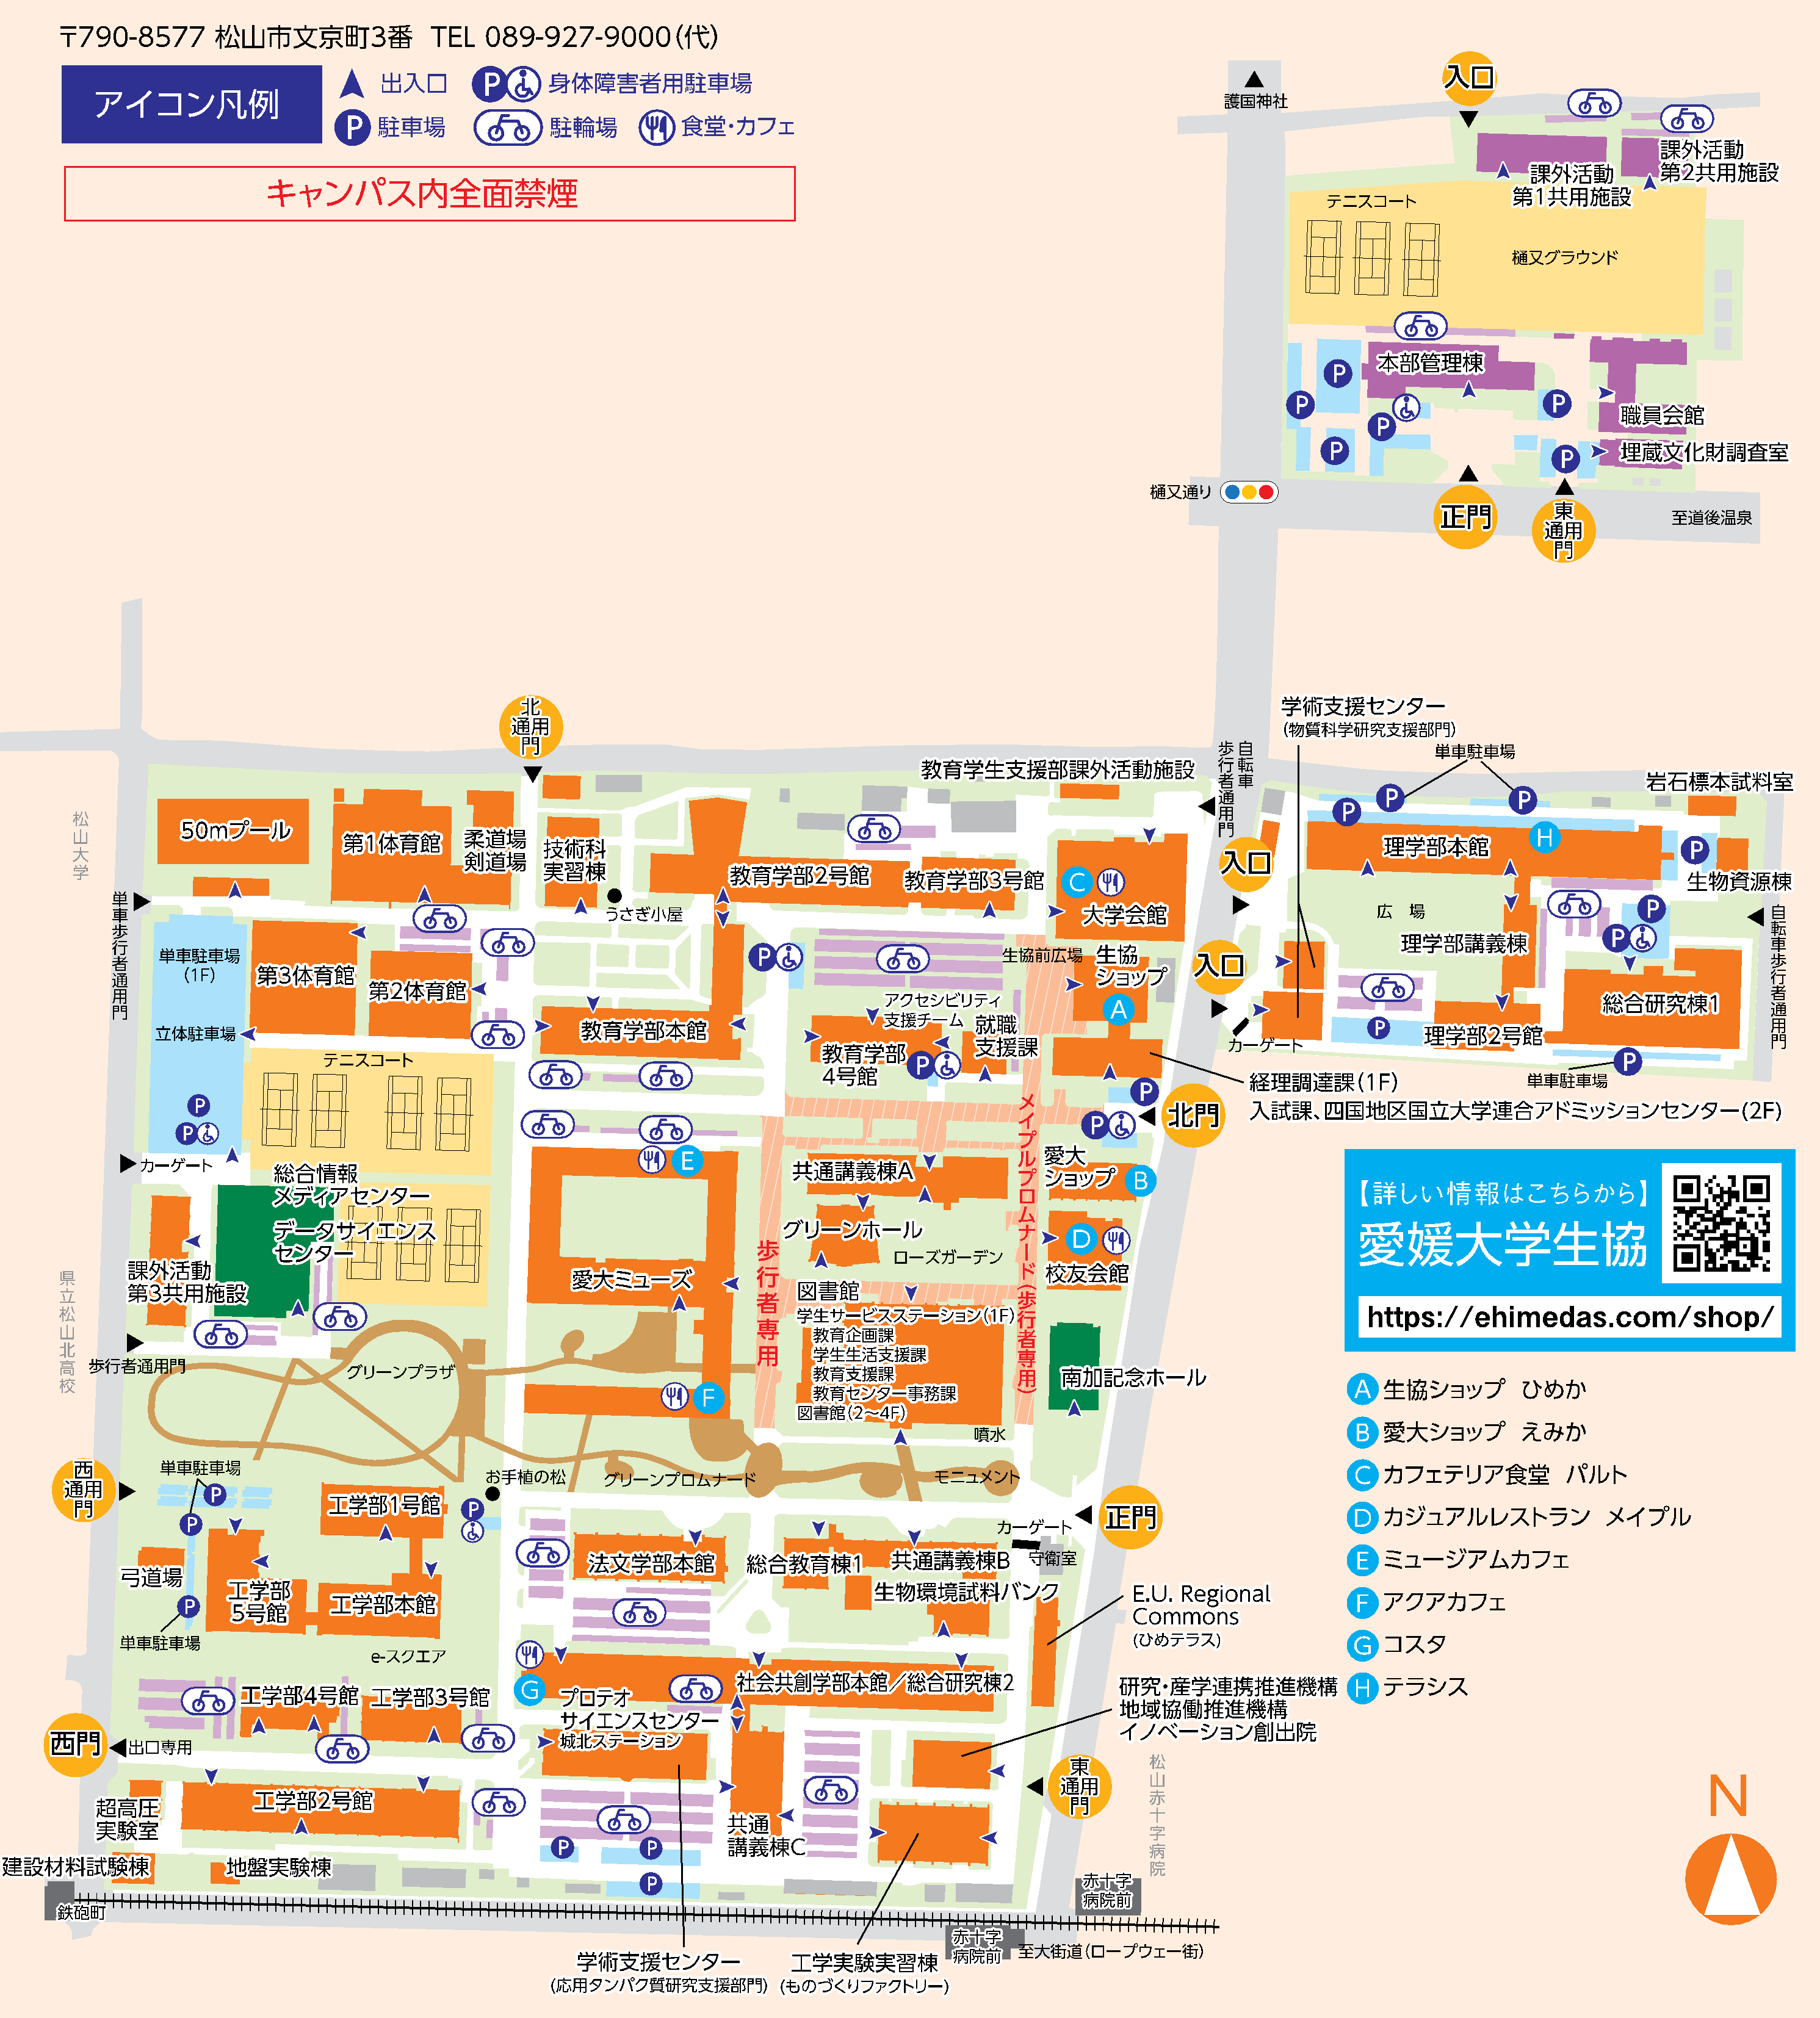 〒790-8577 松山市文京町3番 TEL 089-927-9000(代)
アイコン凡例
出入口
P
身体障害者用駐車場
P
駐車場
駐輪場
食堂・カフェ
キャンパス内全面禁煙
護国神社
入口
課外活動
第1共用施設
課外活動
第2共用施設
テニスコート
樋又グラウンド
本部管理棟
P
P
P
P
P
P
職員会館
埋蔵文化財調査室
樋又通り
正門
東
通用
門
至道後温泉
北
通用
門
学術支援センター
(物質科学研究支援部門)
単車駐車場
岩石標本試料室
自転車
歩行者通用門
教育学生支援部課外活動施設
松山大学
50mプール
第1体育館
柔道場
剣道場
技術科
実習棟
うさぎ小屋
教育学部2号館
教育学部3号館
C
大学会館
入口
P
P
P
H
理学部本館
P
生物資源棟
単車歩行者通用門
単車駐車場
(1F)
立体駐車場
第3体育館
第2体育館
教育学部本館
P
アクセシビリティ
支援チーム
教育学部
4号館
P
就職
支援課
生協前広場
生協
ショップ
A
入口
カーゲート
広 場
理学部講義棟
P
P
総合研究棟1
P
理学部2号館
単車駐車場
P
自転車歩行者通用門
経理調達課(1F)
入試課、四国地区国立大学連合アドミッションセンター(2F)
P
P
北門
テニスコート
P
P
カーゲート
総合情報
メディアセンター
データサイエンス
センター
課外活動
第3共用施設
県立松山北高校
歩行者通用門
E
愛大ミューズ
F
歩行者専用
共通講義棟A
グリーンホール
ローズガーデン
メイプルプロムナード(歩行者専用)
愛大
ショップ
B
D
校友会館
図書館
学生サービスステーション(1F)
教育企画課
学生生活支援課
教育支援課
教育センター事務課
図書館(2〜4F)
南加記念ホール
噴水
グリーンプラザ
お手植の松
グリーンプロムナード
モニュメント
【詳しい情報はこちらから】
愛媛大学生協
https://ehimedas.com/shop/
A 生協ショップ ひめか
B 愛大ショップ えみか
C カフェテリア食堂 パルト
D カジュアルレストラン メイプル
E ミュージアムカフェ
F アクアカフェ
G コスタ
H テラシス
西
通用
門
単車駐車場
P
P
弓道場
P
単車駐車場
工学部1号館
P
工学部
5号館
工学部本館
e-スクエア
法文学部本館
総合教育棟1
共通講義棟B
生物環境試料バンク
カーゲート
守衛室
正門
E.U. Regional
Commons
(ひめテラス)
G
プロテオ
サイエンスセンター
城北ステーション
社会共創学部本館/総合研究棟2
研究・産学連携推進機構
地域協働推進機構
イノベーション創出院
西門
出口専用
工学部4号館
工学部3号館
超高圧
実験室
工学部2号館
建設材料試験棟
地盤実験棟
P
P
P
共通
講義棟C
東
通用
門
松山赤十字病院
鉄砲町
赤十字
病院前
赤十字
病院前
至大街道(ロープウェー街)
学術支援センター
(応用タンパク質研究支援部門)
工学実験実習棟
(ものづくりファクトリー)
N